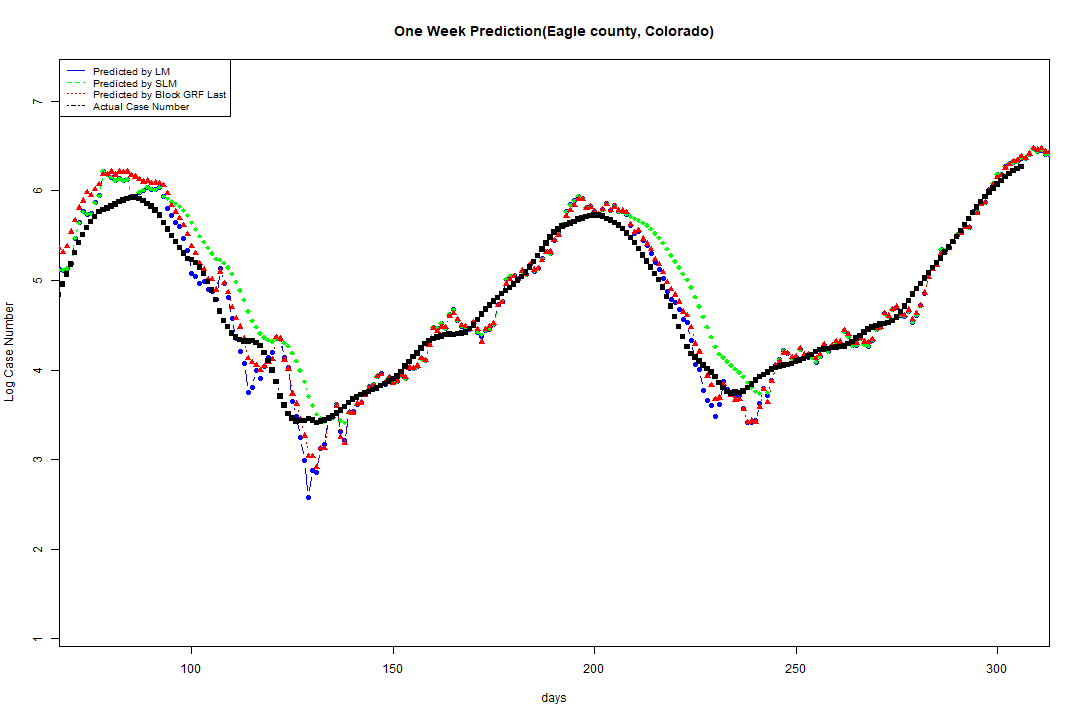 One Week Prediction(Eagle county, Colorado)
Predicted by LM
Predicted by SLM
Predicted by Block GRF Last
Actual Case Number
7
6
5
4
3
2
1
Log Case Number
100 150 200 250 300
days